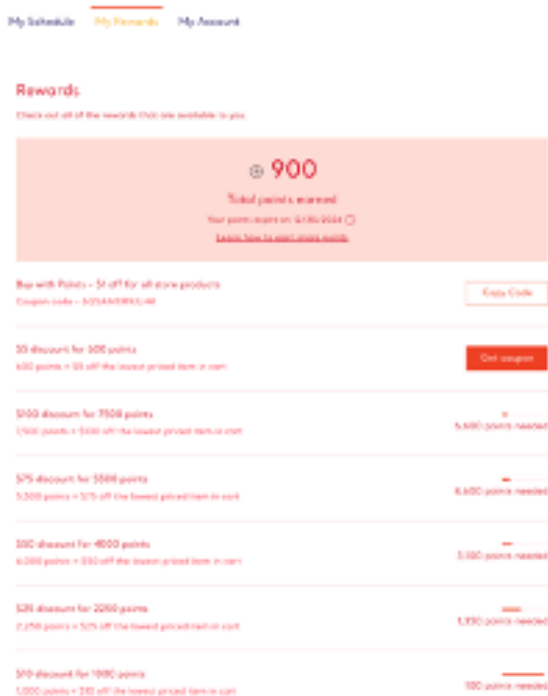 My Schedule My Rewards My Account
Rewards
Check out all of the rewards that are available to you.
900
Total points earned
Your points expire on
Learn how to earn more points
Buy with Points - $1 off for all store products
Coupon code -
Copy Code
$5 discount for 600 points
600 points = $5 off the lowest priced item in cart
Get coupon
$100 discount for 7500 points
7,500 points = $100 off the lowest priced item in cart
6,600 points needed
$75 discount for 5500 points
5,500 points = $75 off the lowest priced item in cart
4,600 points needed
$50 discount for 4000 points
4,000 points = $50 off the lowest priced item in cart
3,100 points needed
$25 discount for 2250 points
2,250 points = $25 off the lowest priced item in cart
1,350 points needed
$10 discount for 1000 points
1,000 points = $10 off the lowest priced item in cart
100 points needed